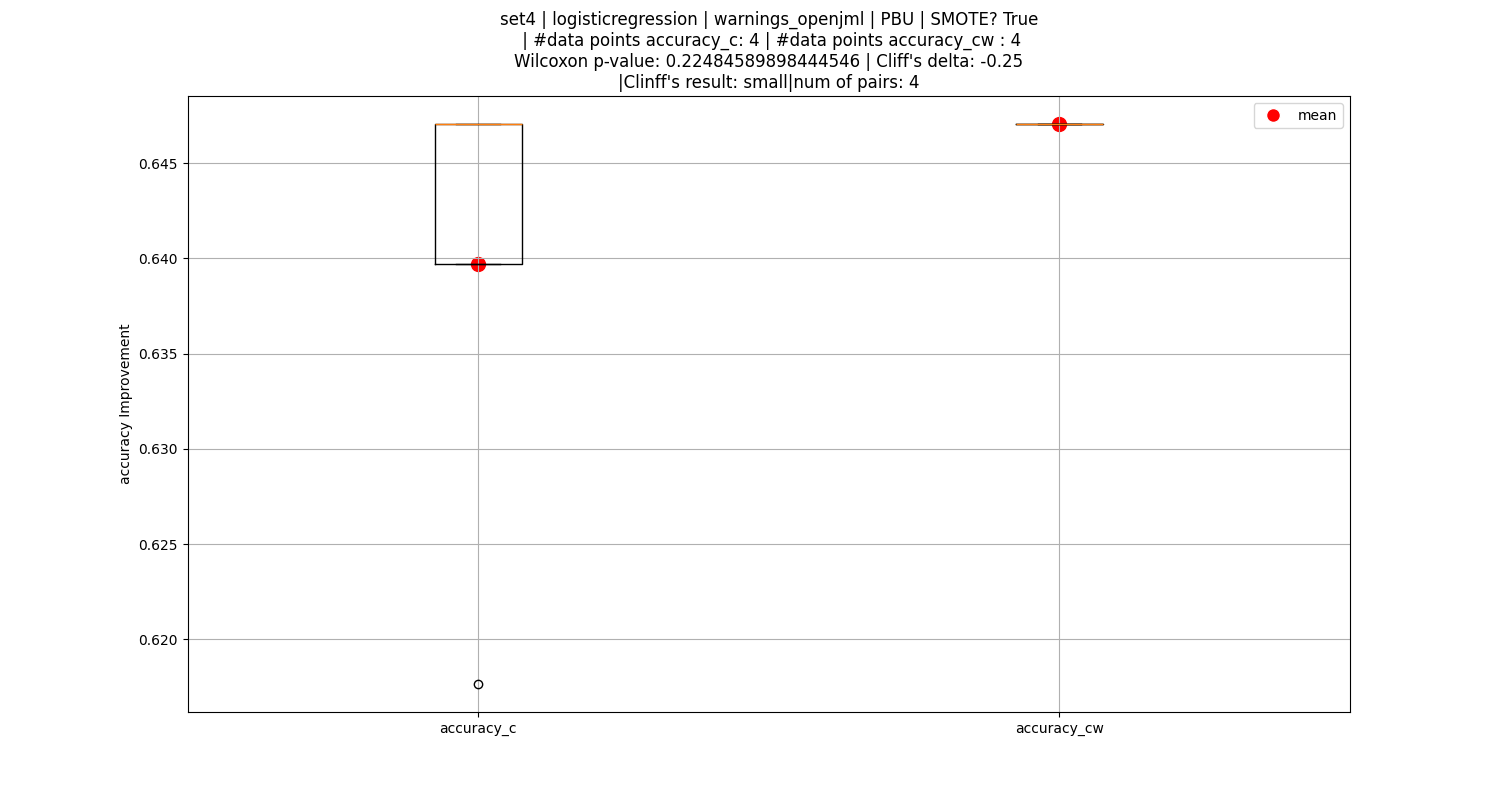 set4 | logisticregression | warnings_openjml | PBU | SMOTE? True
| #data points accuracy_c: 4 | #data points accuracy_cw : 4
Wilcoxon p-value: 0.22484589898444546 | Cliff's delta: -0.25
|Clinff's result: small|num of pairs: 4
mean
accuracy Improvement
0.645
0.640
0.635
0.630
0.625
0.620
accuracy_c
accuracy_cw